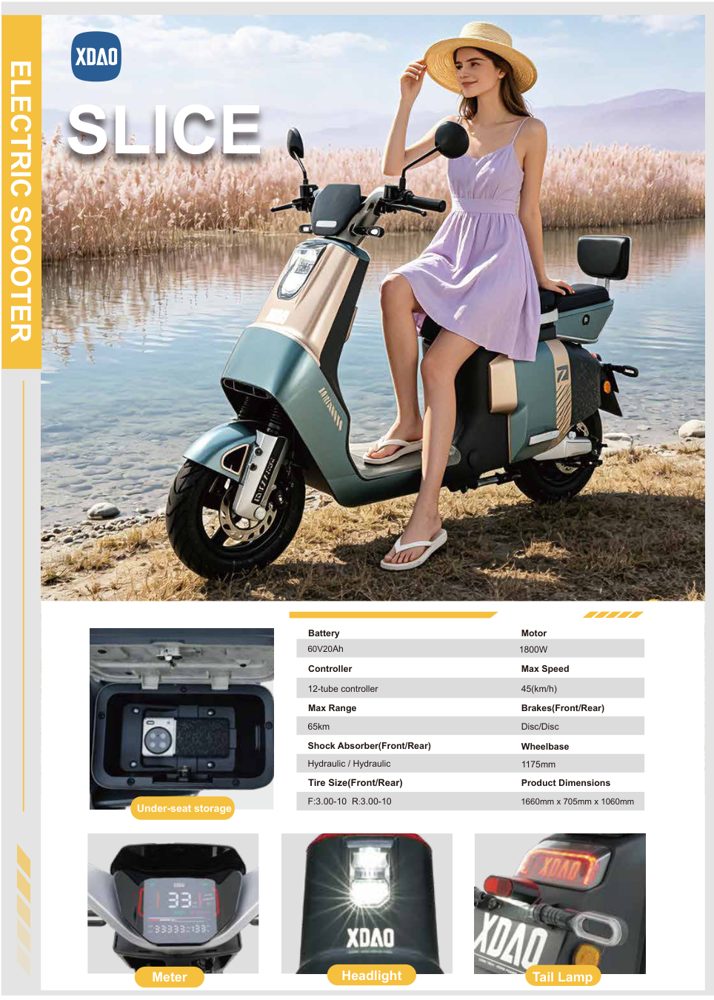 ELECTRIC SCOOTER
XDAO
SLICE
Battery
Motor
60V20Ah
1800W
Controller
Max Speed
12-tube controller
45(km/h)
Max Range
Brakes(Front/Rear)
65km
Disc/Disc
Shock Absorber(Front/Rear)
Wheelbase
Hydraulic / Hydraulic
1175mm
Tire Size(Front/Rear)
Product Dimensions
F:3.00-10 R:3.00-10
1660mm x 705mm x 1060mm
Under-seat storage
XDAO
33
Meter
XDAO
Headlight
XDAO
XDAO
Tail Lamp